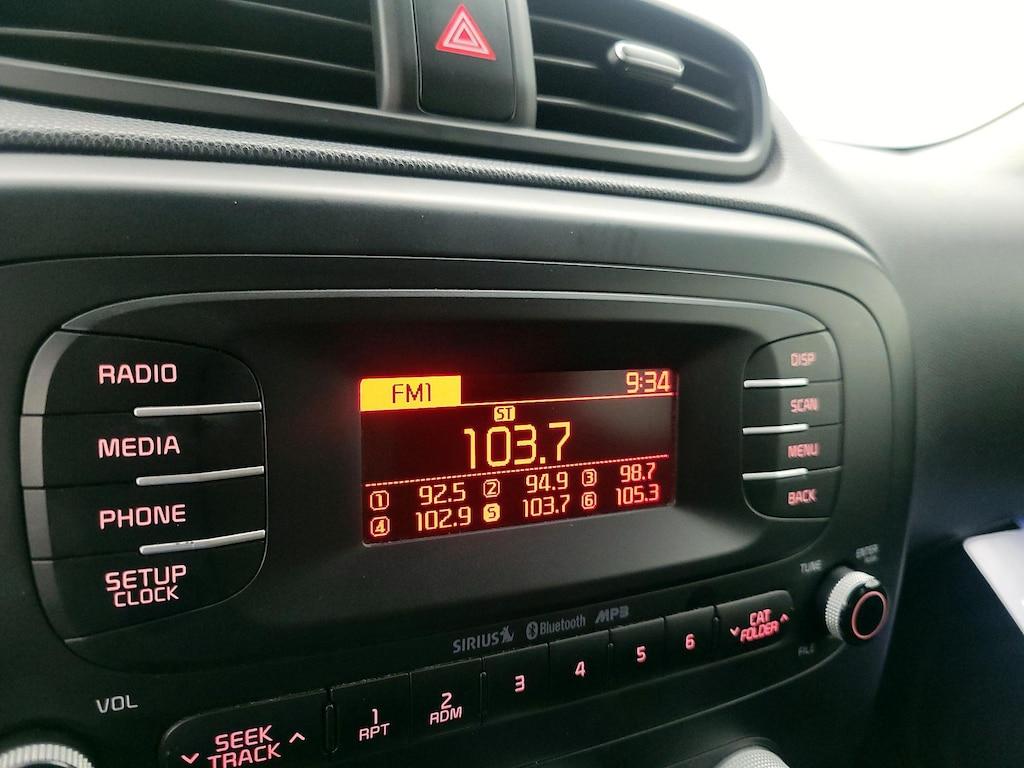 RADIO
MEDIA
PHONE
SETUP
CLOCK
FM1 9:34
ST
103.7
1 92.5 2 94.9 3 98.7
4 102.9 5 103.7 6 105.3
DISP
SCAN
MENU
BACK
SIRIUS Bluetooth MP3
TUNE
ENTER
FILE
VOL
SEEK
TRACK
1
RPT
2
RDM
3
4
5
6
CAT
FOLDER